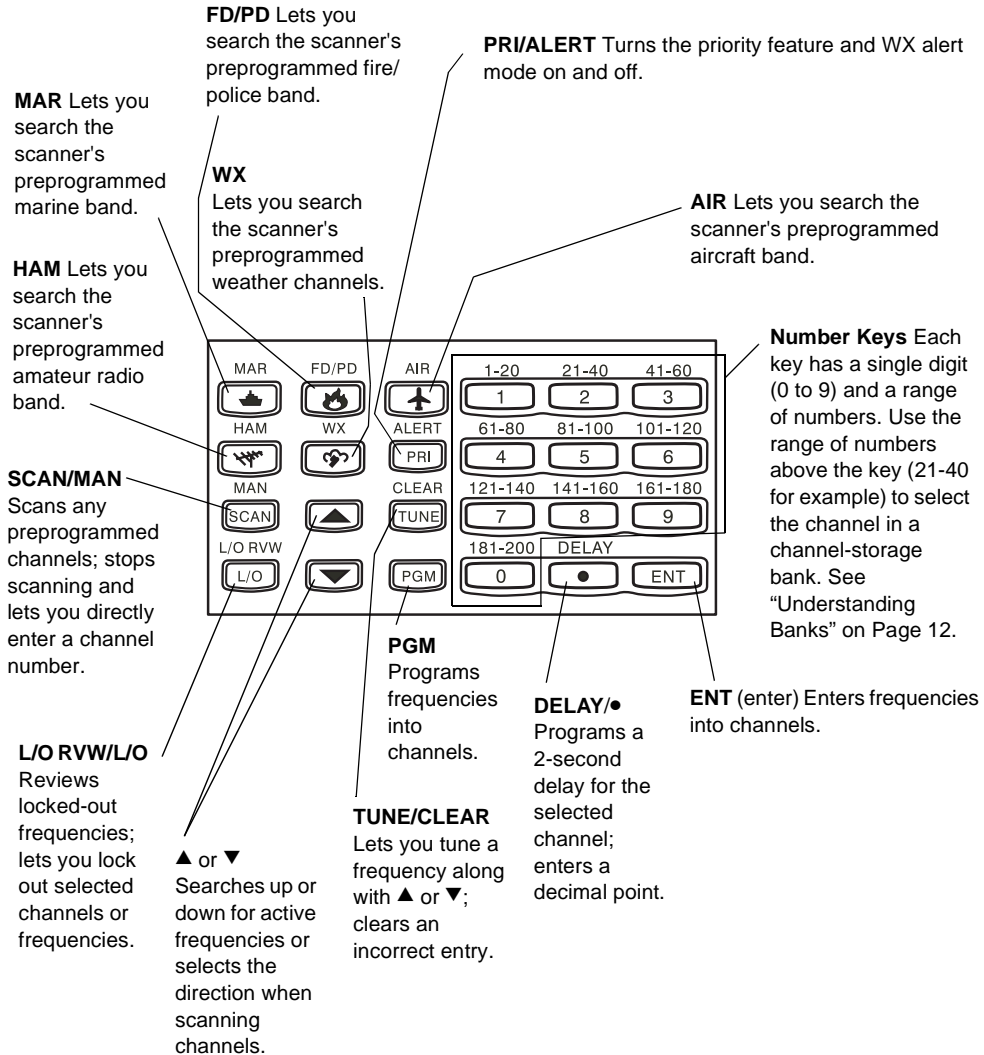 FD/PD Lets you
search the scanner's
preprogrammed fire/
police band.
PRI/ALERT Turns the priority feature and WX alert
mode on and off.
MAR Lets you
search the
scanner's
preprogrammed
marine band.
WX
Lets you search
the scanner's
preprogrammed
weather channels.
AIR Lets you search the
scanner's preprogrammed
aircraft band.
HAM Lets you
search the
scanner's
preprogrammed
amateur radio
band.
Number Keys Each
key has a single digit
(0 to 9) and a range
of numbers. Use the
range of numbers
above the key (21-40
for example) to select
the channel in a
channel-storage
bank. See
“Understanding
Banks” on Page 12.
MAR FD/PD AIR 1-20 21-40 41-60
1 2 3
HAM WX ALERT 61-80 81-100 101-120
PRI 4 5 6
MAN CLEAR 121-140 141-160 161-180
SCAN ▲ TUNE 7 8 9
L/O RVW 181-200 DELAY
L/O ▼ PGM 0 ● ENT
SCAN/MAN
Scans any
preprogrammed
channels; stops
scanning and
lets you directly
enter a channel
number.
PGM
Programs
frequencies
into
channels.
DELAY/●
Programs a
2-second
delay for the
selected
channel;
enters a
decimal point.
ENT (enter) Enters frequencies
into channels.
L/O RVW/L/O
Reviews
locked-out
frequencies;
lets you lock
out selected
channels or
frequencies.
▲ or ▼
Searches up or
down for active
frequencies or
selects the
direction when
scanning
channels.
TUNE/CLEAR
Lets you tune a
frequency along
with ▲ or ▼;
clears an
incorrect entry.